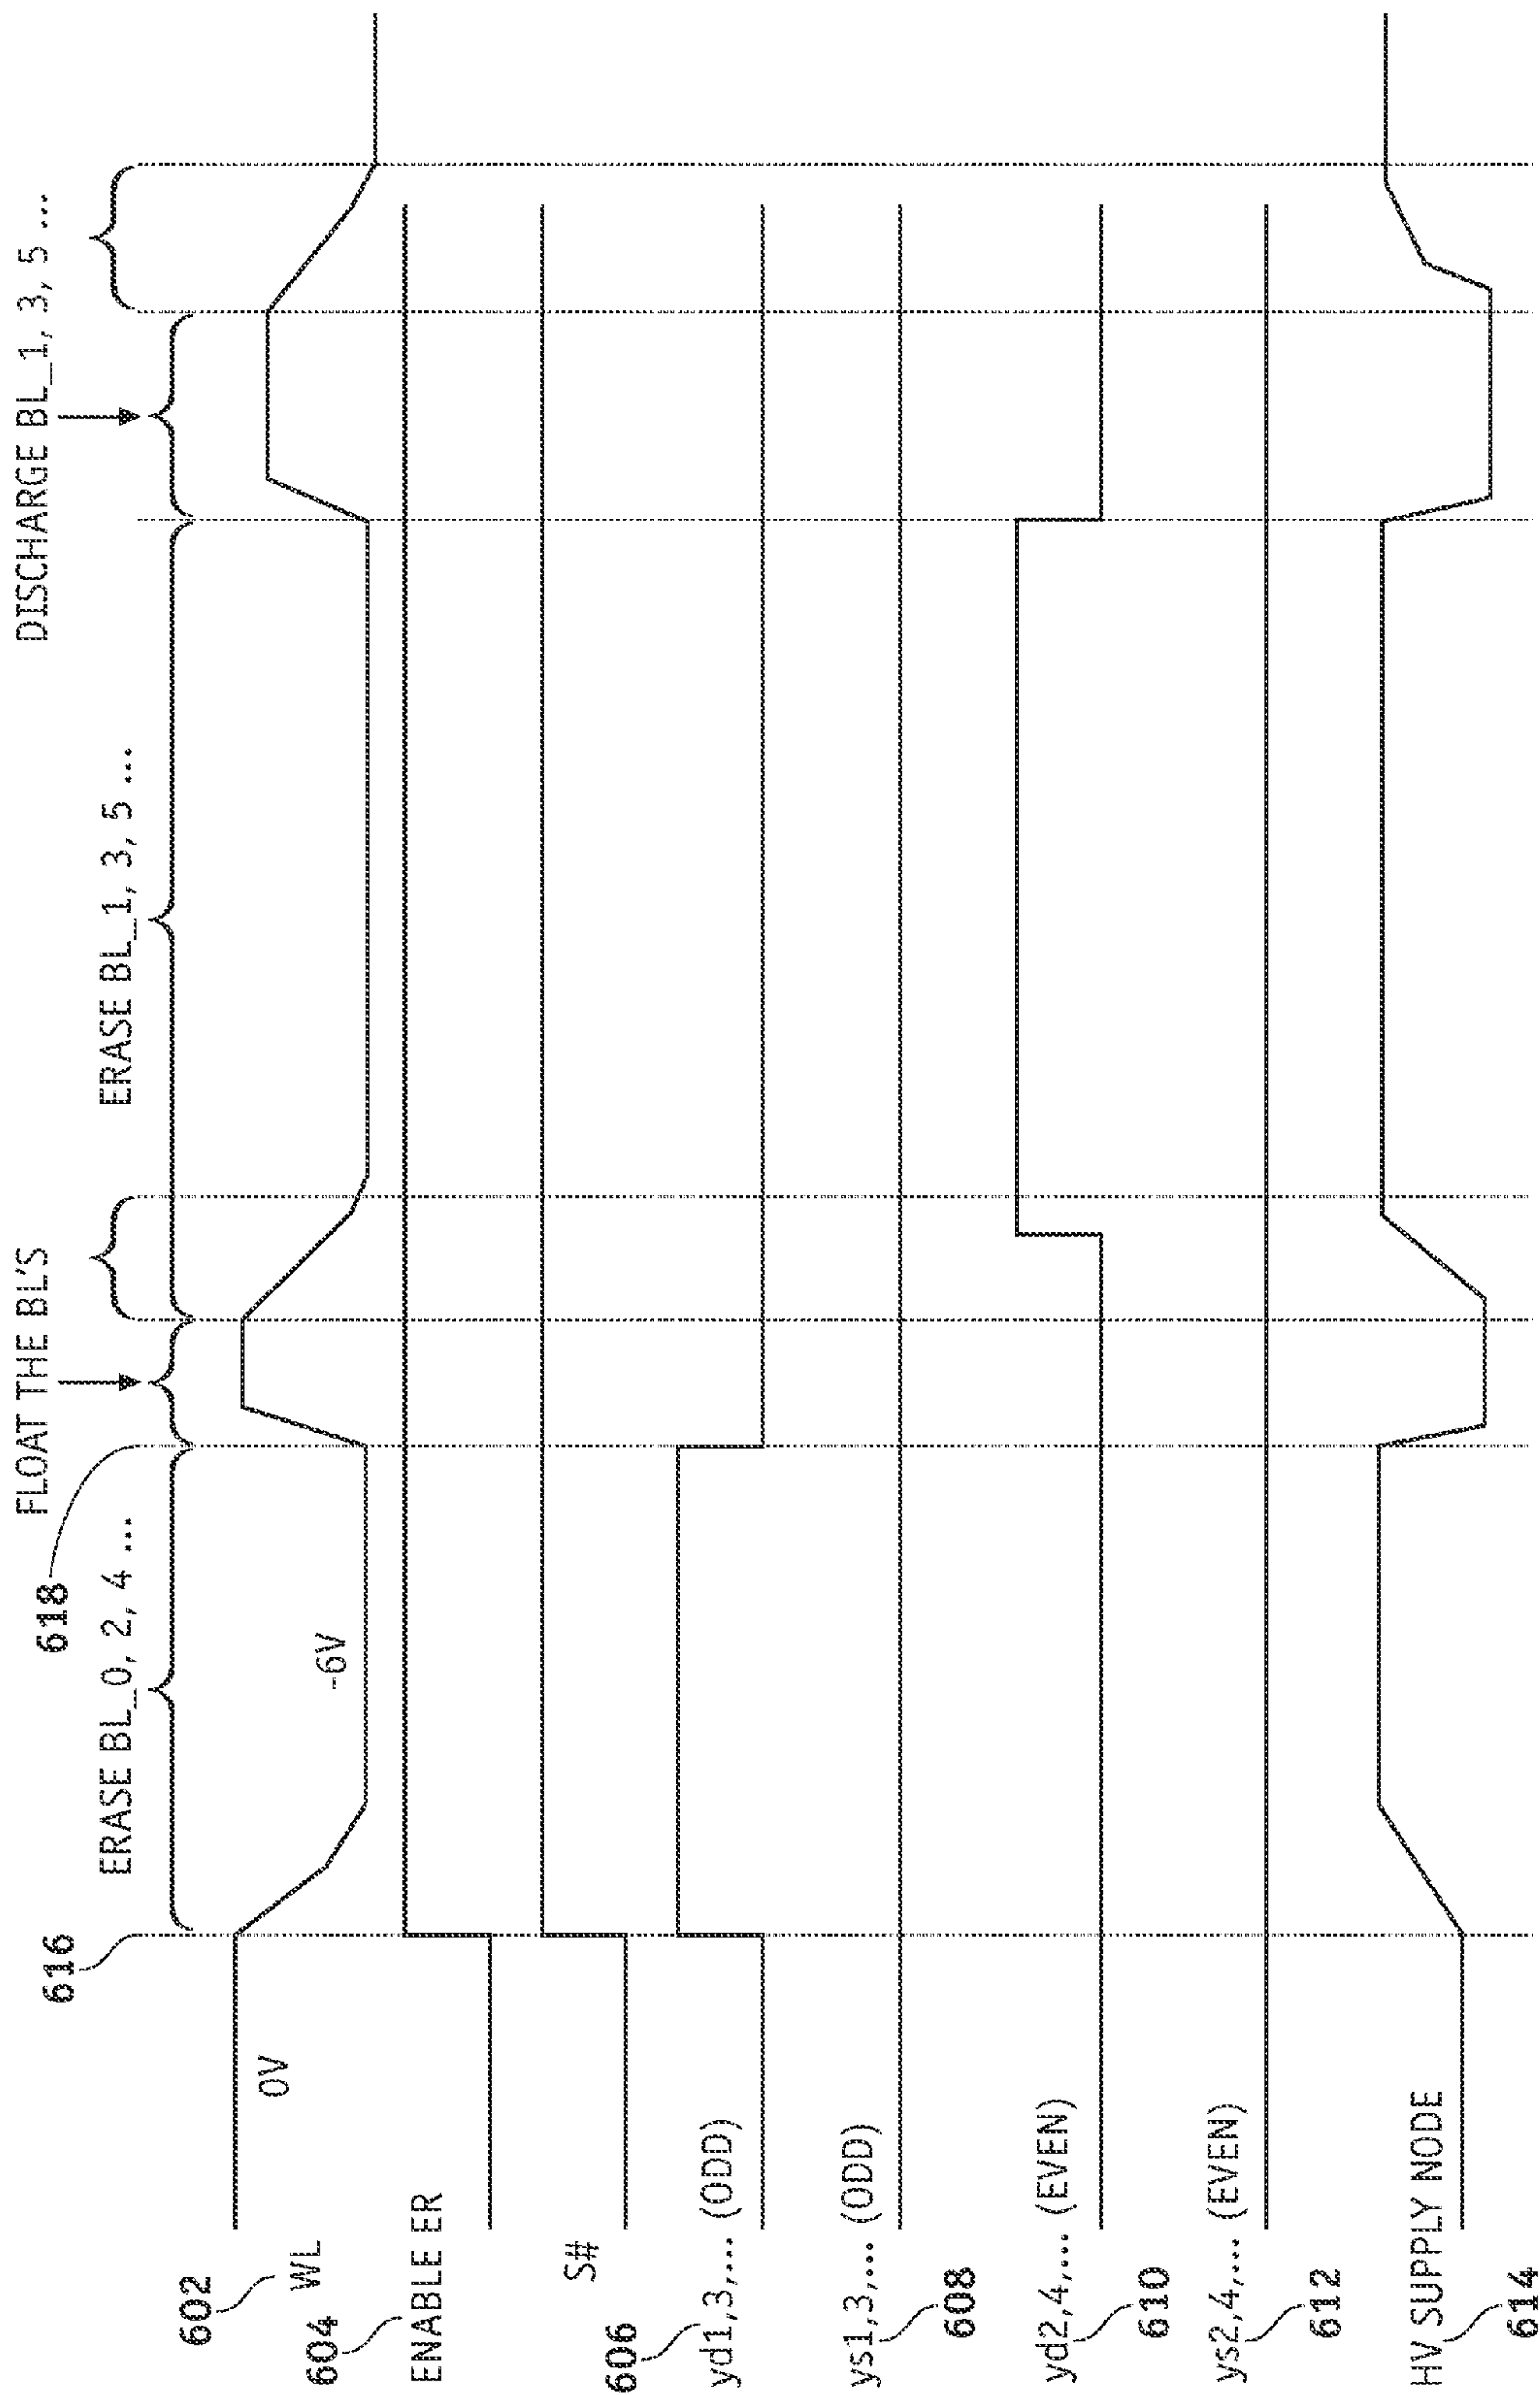 FLOAT THE BL'S
DISCHARGE BL_1, 3, 5 ...
618
616
ERASE BL_0, 2, 4 ...
ERASE BL_1, 3, 5 ...
602
WL
0V
-6V
604
ENABLE ER
S#
606
yd1,3,... (ODD)
ys1,3,... (ODD)
608
yd2,4,... (EVEN)
610
ys2,4,... (EVEN)
612
HV SUPPLY NODE
614